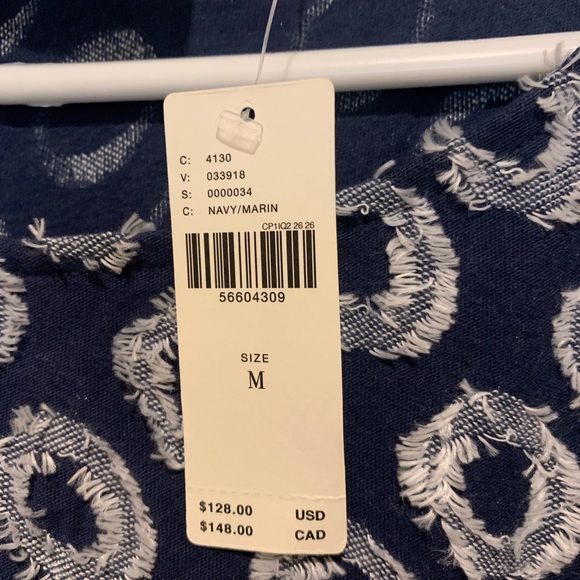 C: 4130
V: 033918
S: 0000034
C: NAVY/MARIN
CP1IQ2 26 26
56604309
SIZE
M
$128.00 USD
$148.00 CAD